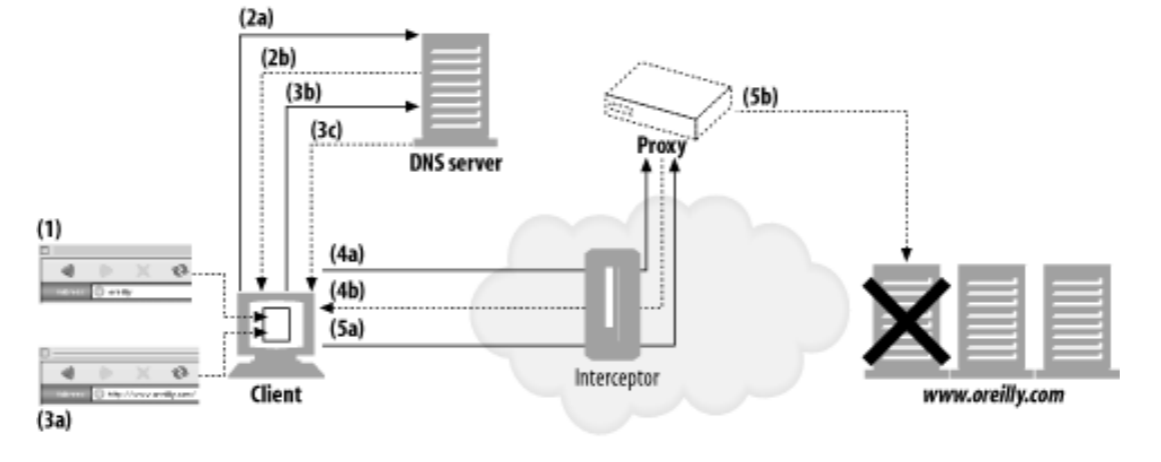 (2a)
(2b)
(3b)
(3c)
DNS server
(5b)
Proxy
(1)
oreilly
(4a)
(4b)
(5a)
Client
(3a)
http://www.oreilly.com/
Interceptor
www.oreilly.com